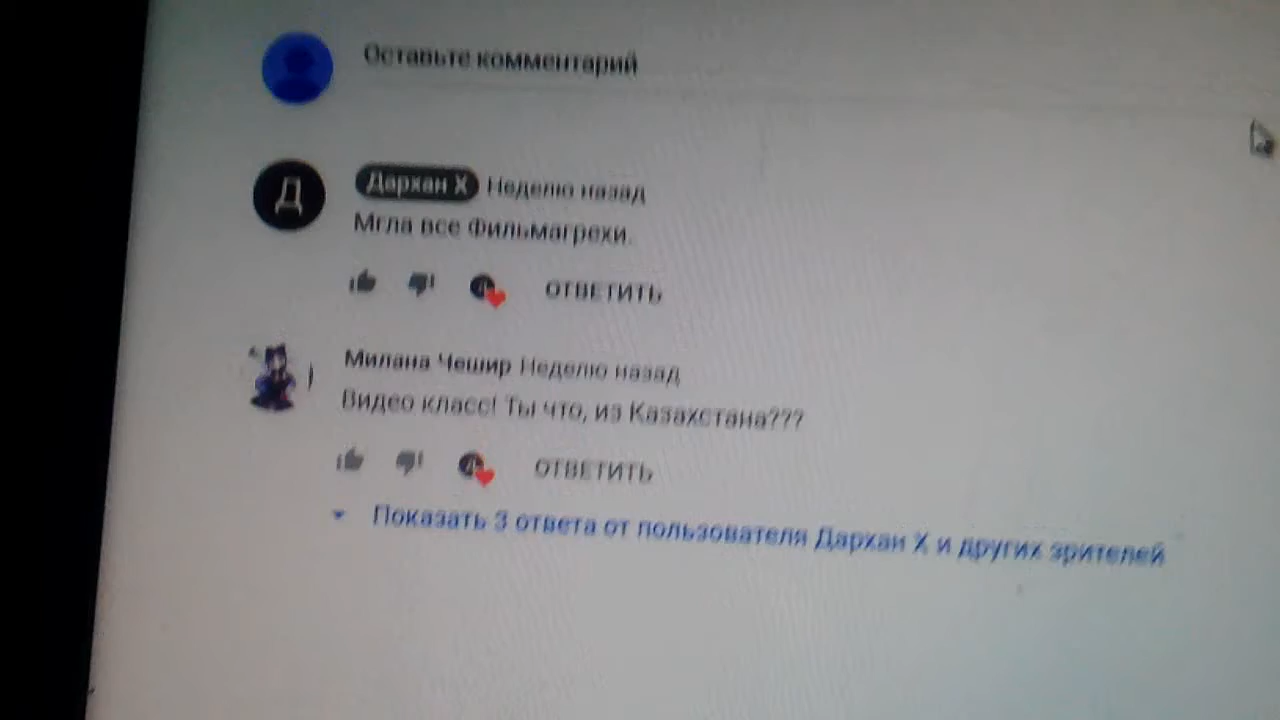 Оставьте комментарий
Д
Дархан Х Неделю назад
Мгла все Фильмагрехи.
ОТВЕТИТЬ
Милана Чешир Неделю назад
Видео класс! Ты что, из Казахстана???
ОТВЕТИТЬ
Показать 3 ответа от пользователя Дархан Х и других зрителей